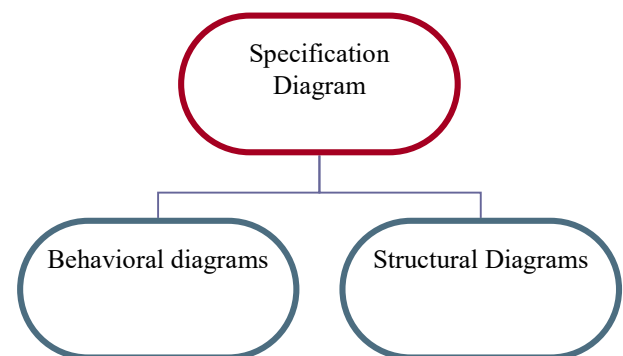 Specification
Diagram
Behavioral diagrams
Structural Diagrams